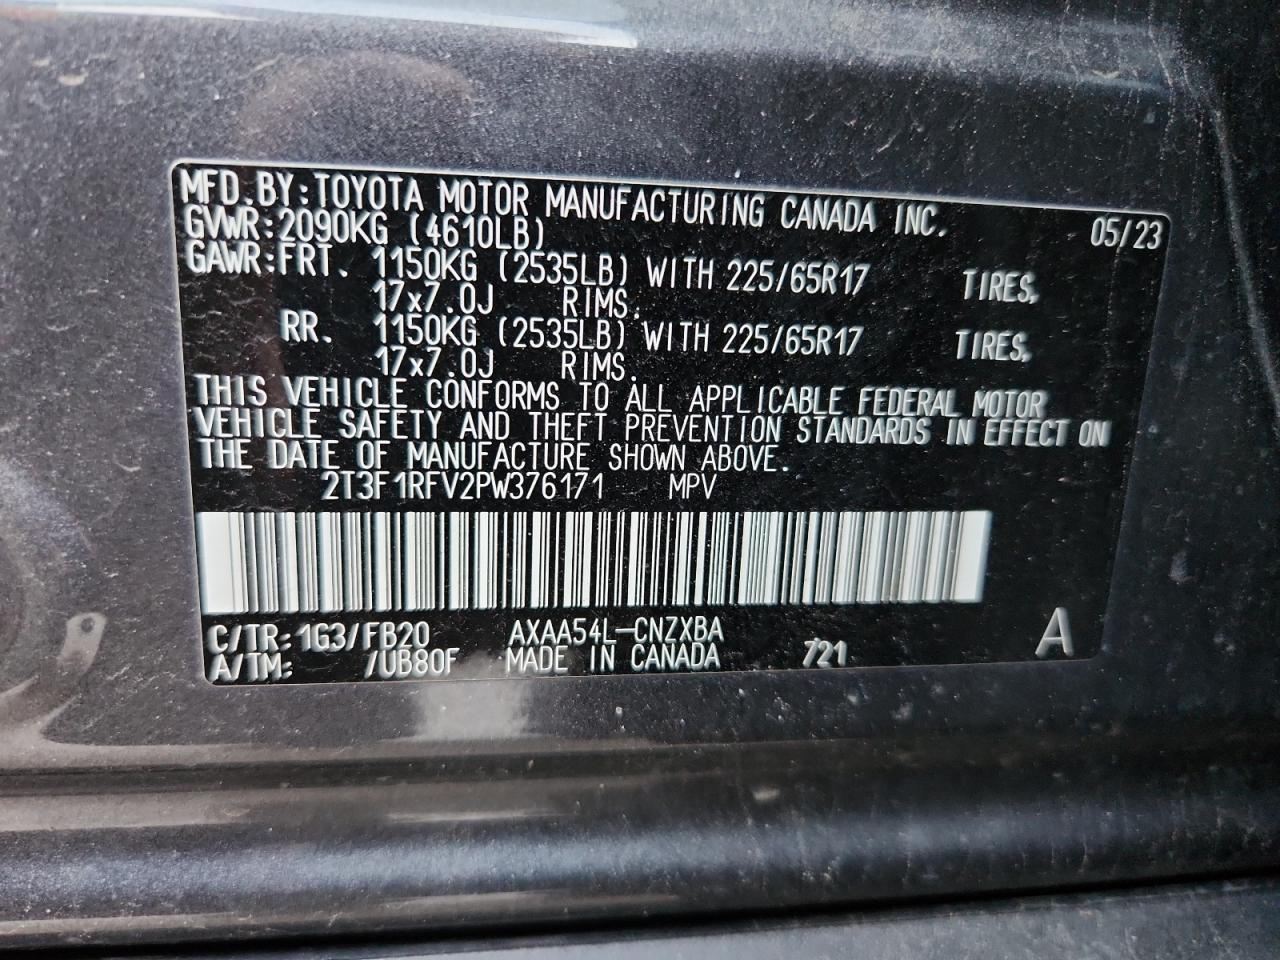 MFD.BY:TOYOTA MOTOR MANUFACTURING CANADA INC. 05/23
GVWR:2090KG (4610LB)
GAWR:FRT. 1150KG (2535LB) WITH 225/65R17 TIRES,
17x7.0J RIMS.
RR. 1150KG (2535LB) WITH 225/65R17 TIRES,
17x7.0J RIMS.
THIS VEHICLE CONFORMS TO ALL APPLICABLE FEDERAL MOTOR
VEHICLE SAFETY AND THEFT PREVENTION STANDARDS IN EFFECT ON
THE DATE OF MANUFACTURE SHOWN ABOVE.
2T3F1RFV2PW376171 MPV
C/TR:1G3/FB20 AXAA54L-CNZXBA A
A/TM: /UB80F MADE IN CANADA /21